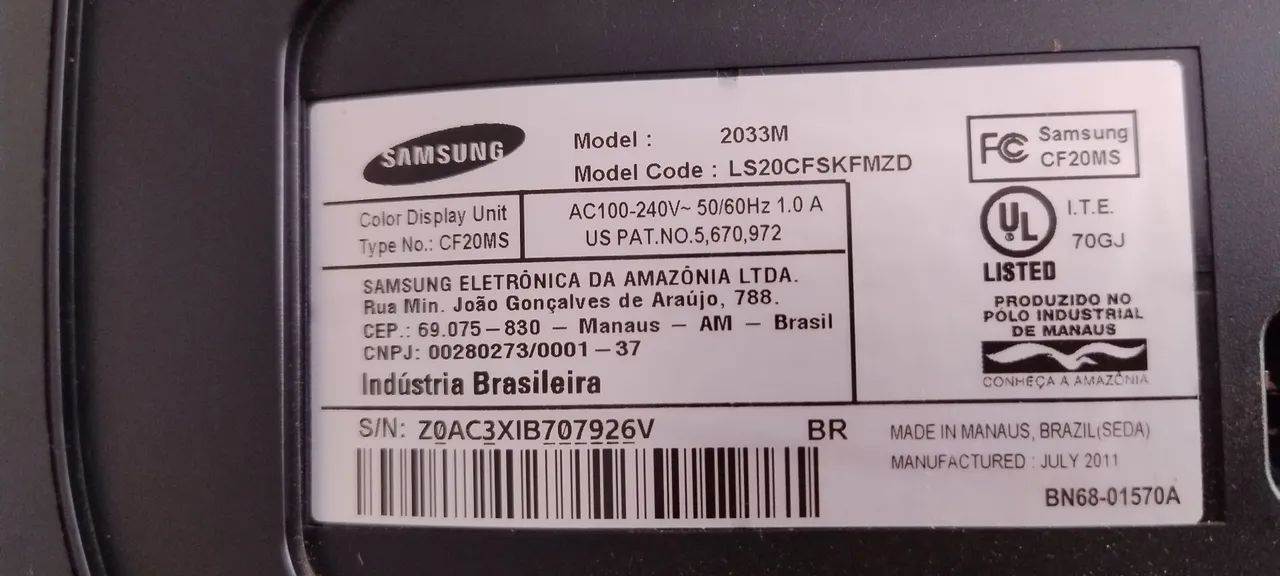 SAMSUNG
Model : 2033M
Model Code : LS20CFSKFMZD
FC Samsung
CF20MS
Color Display Unit
Type No.: CF20MS
AC100-240V~ 50/60Hz 1.0 A
US PAT.NO.5,670,972
UL
LISTED
I.T.E.
70GJ
SAMSUNG ELETRÔNICA DA AMAZÔNIA LTDA.
Rua Min. João Gonçalves de Araújo, 788.
CEP.: 69.075-830 - Manaus - AM - Brasil
CNPJ: 00280273/0001-37
Indústria Brasileira
PRODUZIDO NO
PÓLO INDUSTRIAL
DE MANAUS
CONHEÇA A AMAZÔNIA
S/N: Z0AC3XIB707926V
BR
MADE IN MANAUS, BRAZIL(SEDA)
MANUFACTURED : JULY 2011
BN68-01570A